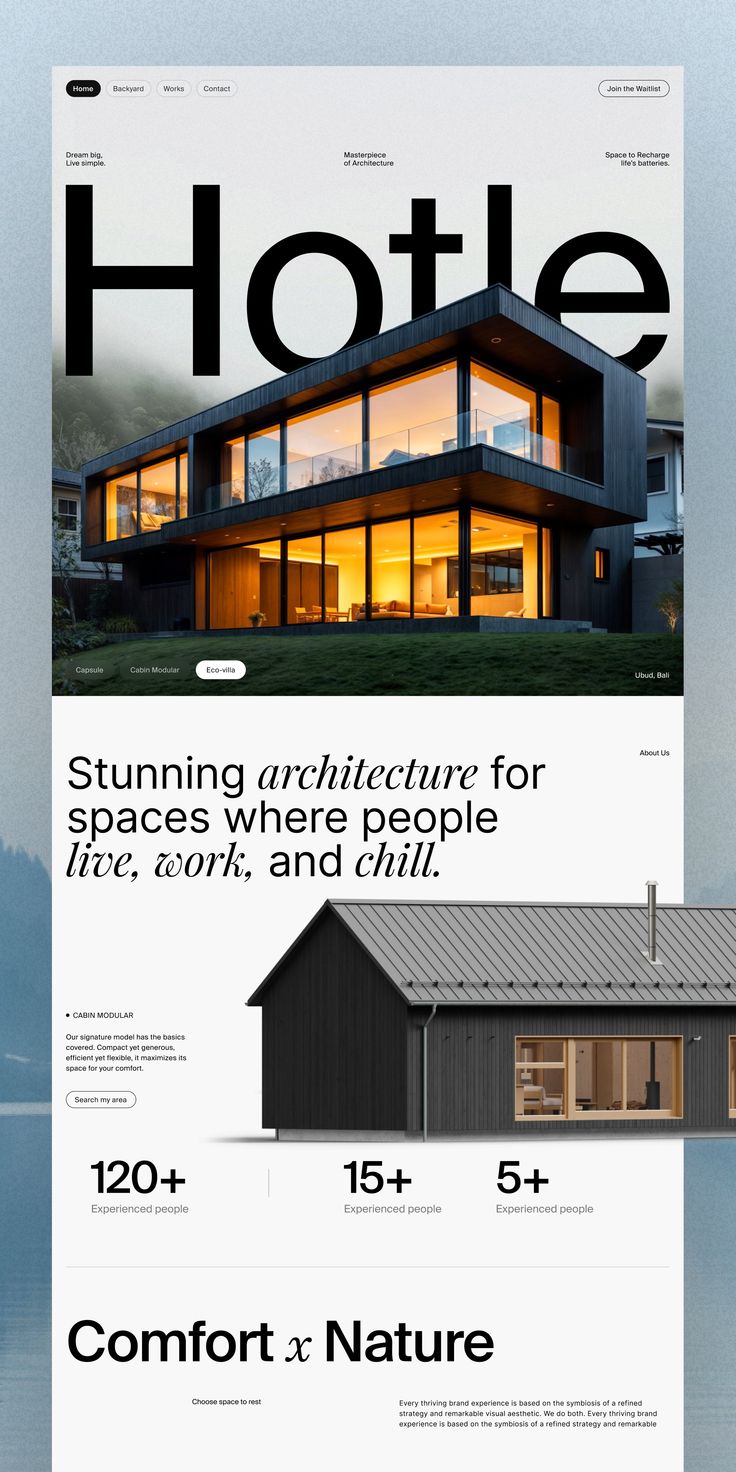 Home
Backyard
Works
Contact
Join the Waitlist
Dream big,
Live simple.
Masterpiece
of Architecture
Space to Recharge
life's batteries.
Hotle
Capsule
Cabin Modular
Eco-villa
Ubud, Bali
About Us
Stunning architecture for
spaces where people
live, work, and chill.
CABIN MODULAR
Our signature model has the basics
covered. Compact yet generous,
efficient yet flexible, it maximizes its
space for your comfort.
Search my area
120+
Experienced people
15+
Experienced people
5+
Experienced people
Comfort x Nature
Choose space to rest
Every thriving brand experience is based on the symbiosis of a refined
strategy and remarkable visual aesthetic. We do both. Every thriving brand
experience is based on the symbiosis of a refined strategy and remarkable